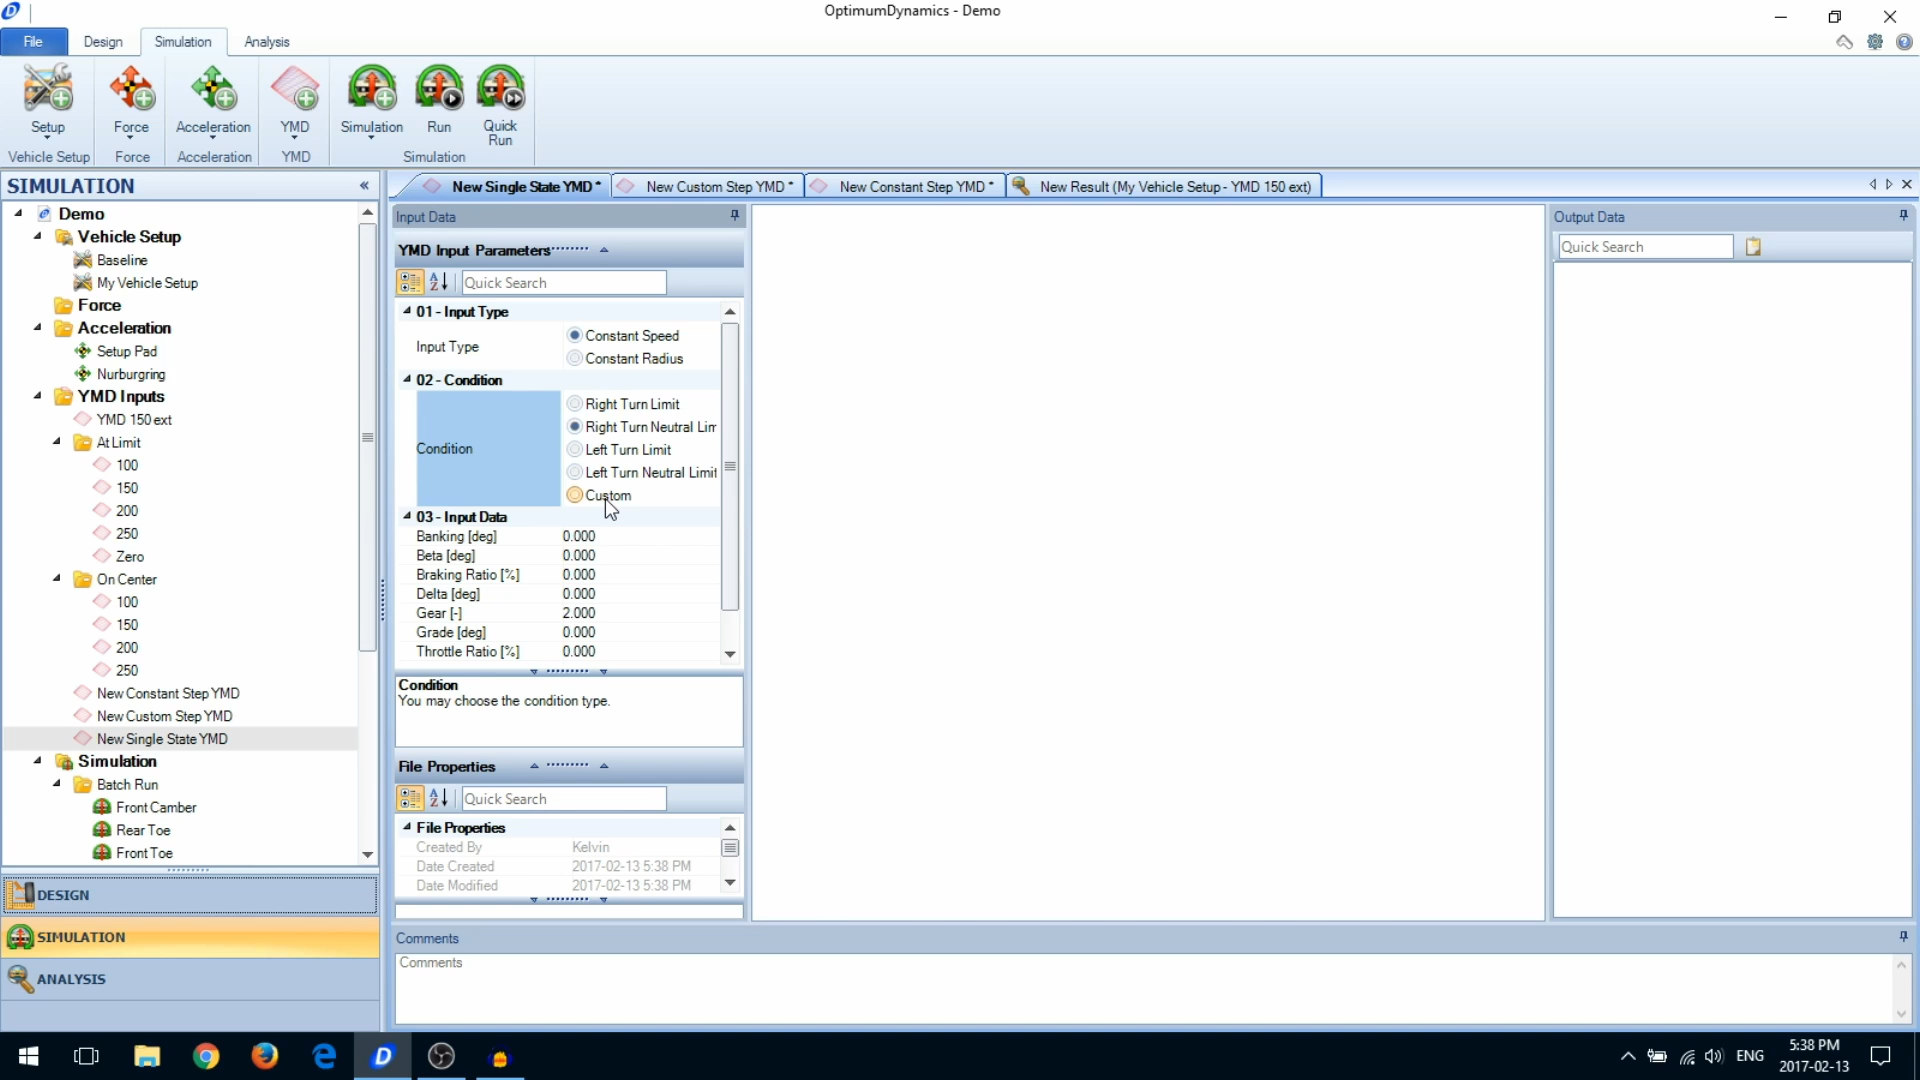 OptimumDynamics - Demo
File Design Simulation Analysis
Setup Force Acceleration YMD Simulation Run Quick Run
Vehicle Setup Force Acceleration YMD Simulation
SIMULATION
Demo
Vehicle Setup
Baseline
My Vehicle Setup
Force
Acceleration
Setup Pad
Nurburgring
YMD Inputs
YMD 150 ext
At Limit
100
150
200
250
Zero
On Center
100
150
200
250
New Constant Step YMD
New Custom Step YMD
New Single State YMD
Simulation
Batch Run
Front Camber
Rear Toe
Front Toe
DESIGN
SIMULATION
ANALYSIS
New Single State YMD * New Custom Step YMD * New Constant Step YMD * New Result (My Vehicle Setup - YMD 150 ext)
Input Data
YMD Input Parameters
Quick Search
01 - Input Type
Input Type
Constant Speed
Constant Radius
02 - Condition
Condition
Right Turn Limit
Right Turn Neutral Lim
Left Turn Limit
Left Turn Neutral Limit
Custom
03 - Input Data
Banking [deg] 0.000
Beta [deg] 0.000
Braking Ratio [%] 0.000
Delta [deg] 0.000
Gear [-] 2.000
Grade [deg] 0.000
Throttle Ratio [%] 0.000
Condition
You may choose the condition type.
File Properties
Quick Search
File Properties
Created By Kelvin
Date Created 2017-02-13 5:38 PM
Date Modified 2017-02-13 5:38 PM
Output Data
Quick Search
Comments
Comments
ENG
5:38 PM
2017-02-13